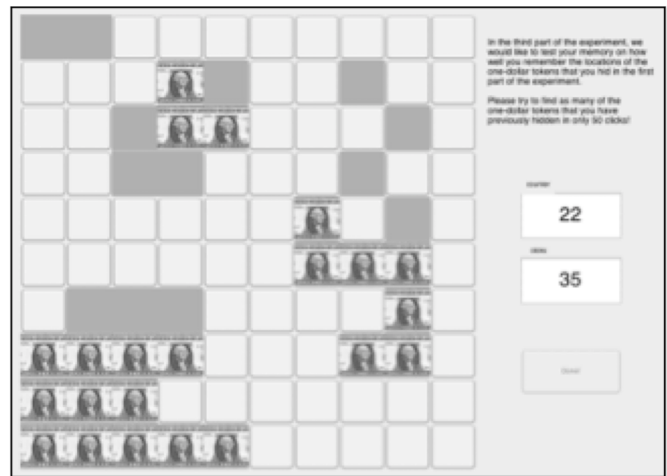 In the third part of the experiment, we
would like to test your memory on how
well you remember the locations of the
one-dollar tokens that you hid in the first
part of the experiment.
Please try to find as many of the
one-dollar tokens that you have
previously hidden in only 50 clicks!
counter
22
clicks
35